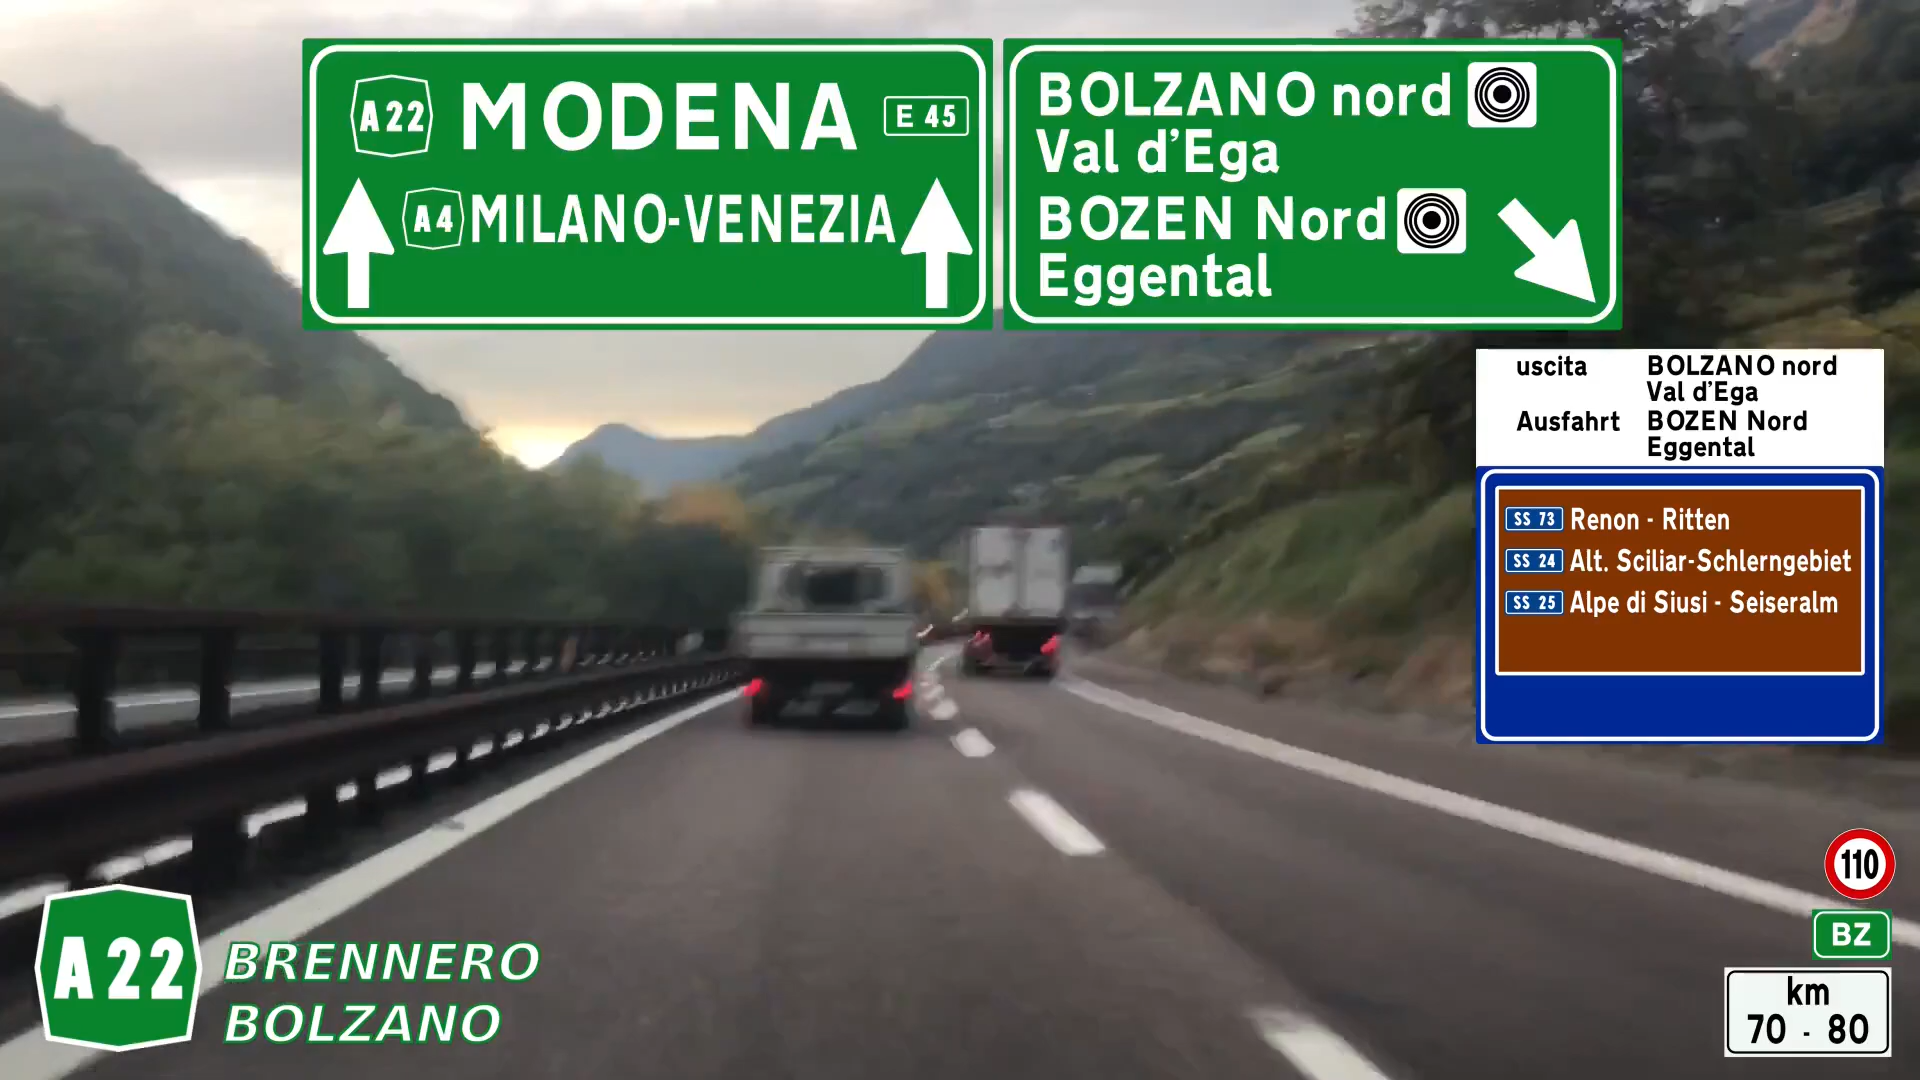 A22 MODENA E 45
A4 MILANO-VENEZIA
BOLZANO nord
Val d'Ega
BOZEN Nord
Eggental
uscita BOLZANO nord
Val d'Ega
Ausfahrt BOZEN Nord
Eggental
SS 73 Renon - Ritten
SS 24 Alt. Sciliar-Schlerngebiet
SS 25 Alpe di Siusi - Seiseralm
110
BZ
km
70 - 80
A22
BRENNERO
BOLZANO